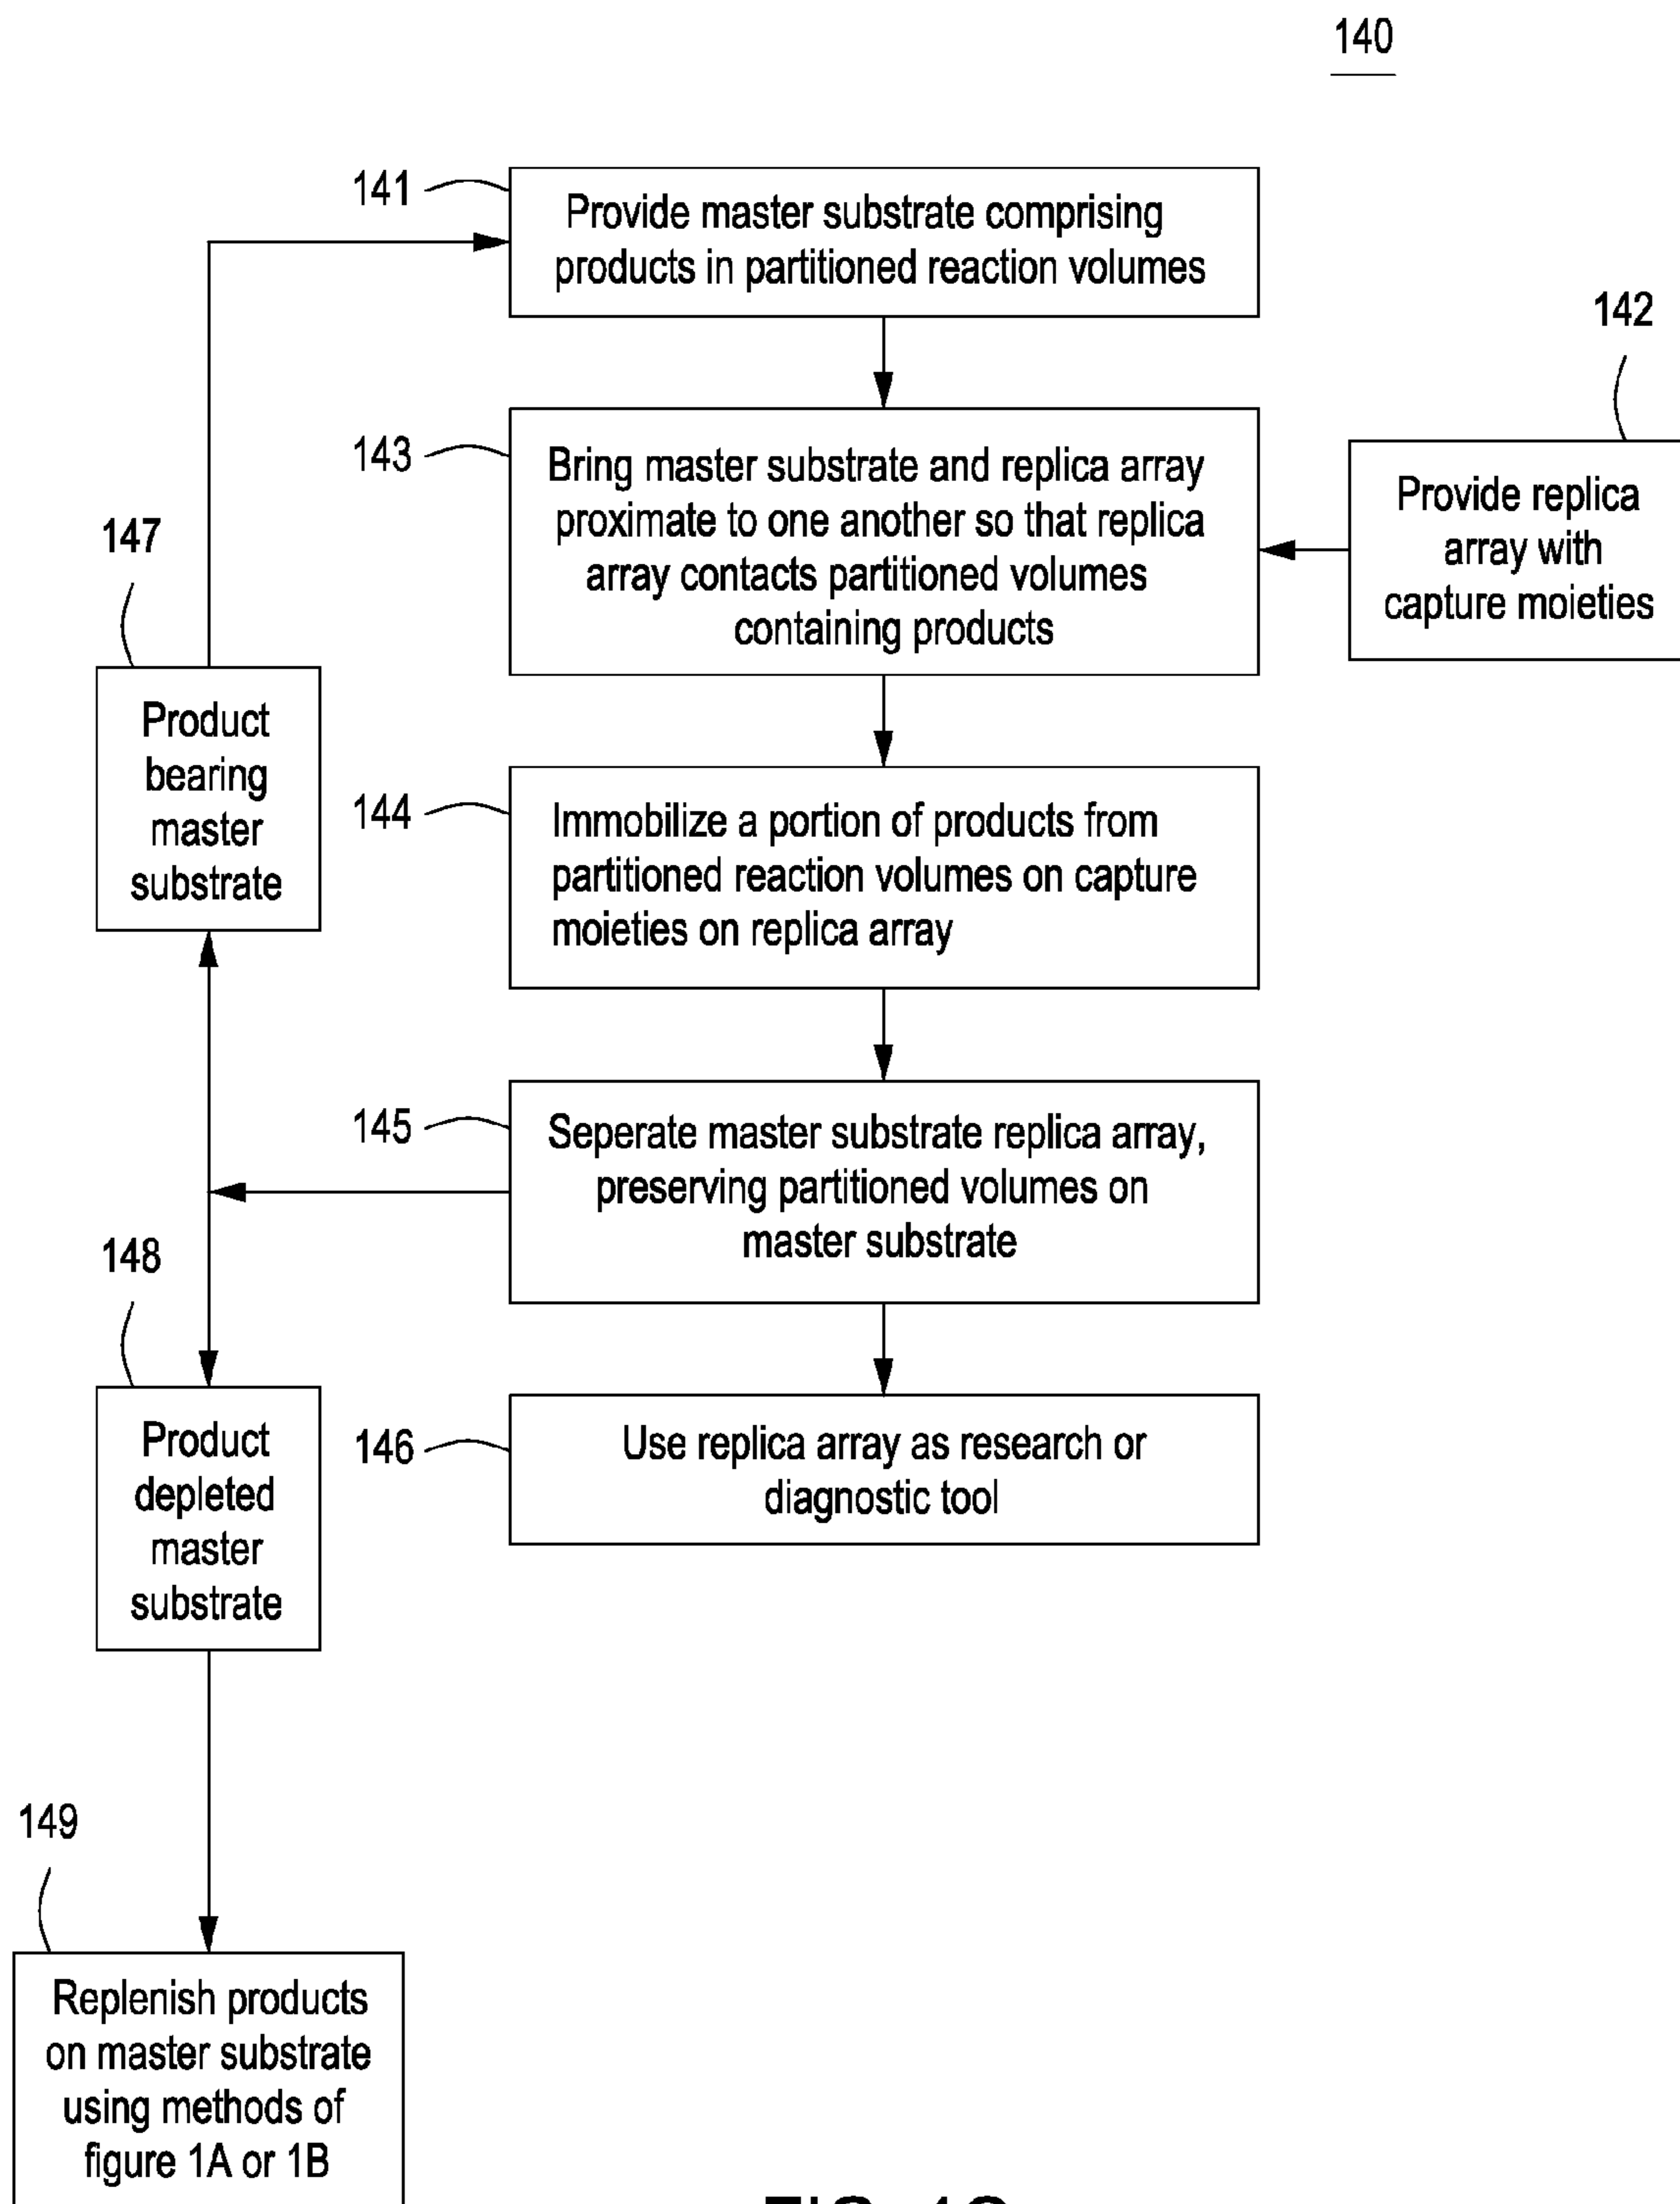 140
141
Provide master substrate comprising
products in partitioned reaction volumes
142
Provide replica
array with
capture moieties
143
Bring master substrate and replica array
proximate to one another so that replica
array contacts partitioned volumes
containing products
147
Product
bearing
master
substrate
144
Immobilize a portion of products from
partitioned reaction volumes on capture
moieties on replica array
145
Seperate master substrate replica array,
preserving partitioned volumes on
master substrate
148
Product
depleted
master
substrate
146
Use replica array as research or
diagnostic tool
149
Replenish products
on master substrate
using methods of
figure 1A or 1B